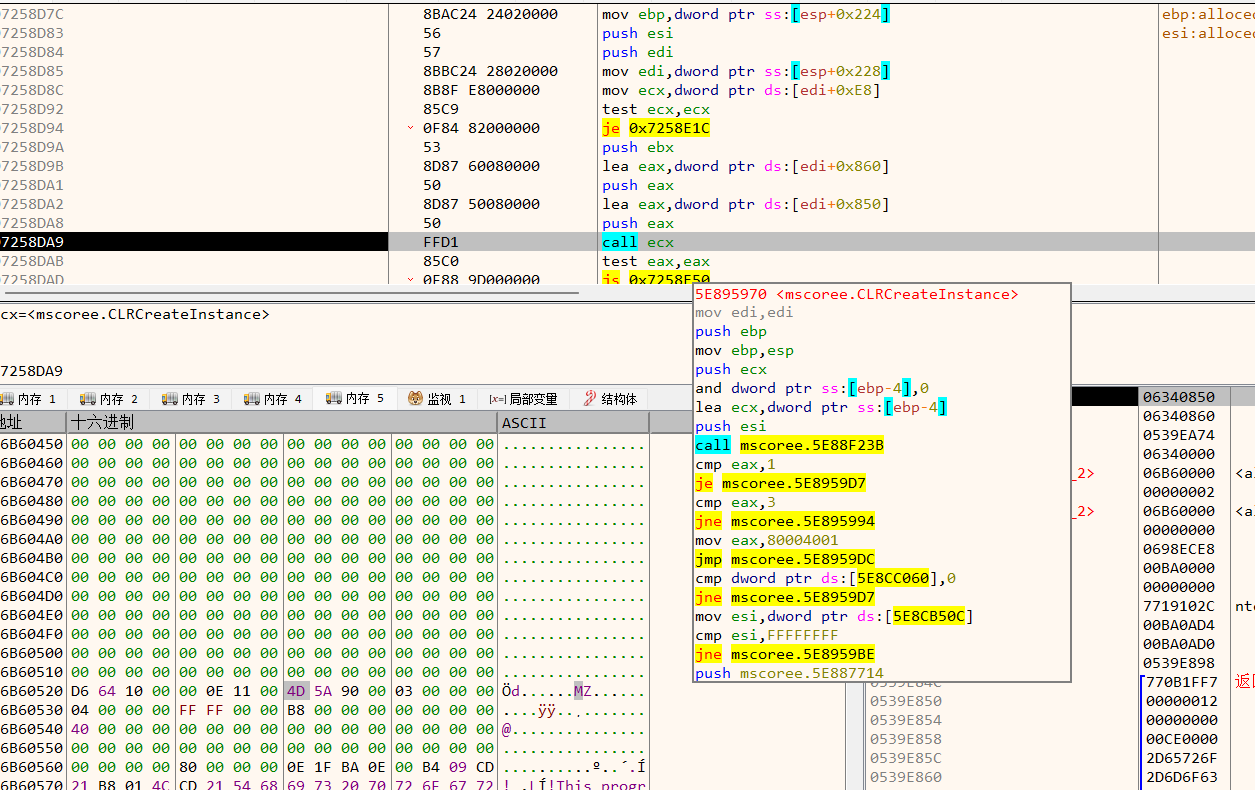 7258D7C 8BAC24 24020000 mov ebp,dword ptr ss:[esp+0x224] ebp:alloced
7258D83 56 push esi esi:alloced
7258D84 57 push edi
7258D85 8BBC24 28020000 mov edi,dword ptr ss:[esp+0x228]
7258D8C 8B8F E8000000 mov ecx,dword ptr ds:[edi+0xE8]
7258D92 85C9 test ecx,ecx
7258D94 0F84 82000000 je 0x7258E1C
7258D9A 53 push ebx
7258D9B 8D87 60080000 lea eax,dword ptr ds:[edi+0x860]
7258DA1 50 push eax
7258DA2 8D87 50080000 lea eax,dword ptr ds:[edi+0x850]
7258DA8 50 push eax
7258DA9 FFD1 call ecx
7258DAB 85C0 test eax,eax
7258DAD 0F88 9D000000 js 0x7258E50
5E895970 <mscoree.CLRCreateInstance>
mov edi,edi
push ebp
mov ebp,esp
push ecx
and dword ptr ss:[ebp-4],0
lea ecx,dword ptr ss:[ebp-4]
push esi
call mscoree.5E88F23B
cmp eax,1
je mscoree.5E8959D7
cmp eax,3
jne mscoree.5E895994
mov eax,80004001
jmp mscoree.5E8959DC
cmp dword ptr ds:[5E8CC060],0
jne mscoree.5E8959D7
mov esi,dword ptr ds:[5E8CB50C]
cmp esi,FFFFFFFF
jne mscoree.5E8959BE
push mscoree.5E887714
cx=<mscoree.CLRCreateInstance>
7258DA9
内存 1 内存 2 内存 3 内存 4 内存 5 监视 1 [x=] 局部变量 结构体
地址 十六进制 ASCII
6B60450 00 00 00 00 00 00 00 00 00 00 00 00 00 00 00 00 ................
6B60460 00 00 00 00 00 00 00 00 00 00 00 00 00 00 00 00 ................
6B60470 00 00 00 00 00 00 00 00 00 00 00 00 00 00 00 00 ................
6B60480 00 00 00 00 00 00 00 00 00 00 00 00 00 00 00 00 ................
6B60490 00 00 00 00 00 00 00 00 00 00 00 00 00 00 00 00 ................
6B604A0 00 00 00 00 00 00 00 00 00 00 00 00 00 00 00 00 ................
6B604B0 00 00 00 00 00 00 00 00 00 00 00 00 00 00 00 00 ................
6B604C0 00 00 00 00 00 00 00 00 00 00 00 00 00 00 00 00 ................
6B604D0 00 00 00 00 00 00 00 00 00 00 00 00 00 00 00 00 ................
6B604E0 00 00 00 00 00 00 00 00 00 00 00 00 00 00 00 00 ................
6B604F0 00 00 00 00 00 00 00 00 00 00 00 00 00 00 00 00 ................
6B60500 00 00 00 00 00 00 00 00 00 00 00 00 00 00 00 00 ................
6B60510 00 00 00 00 00 00 00 00 00 00 00 00 00 00 00 00 ................
6B60520 D6 64 10 00 00 0E 11 00 4D 5A 90 00 03 00 00 00 Öd......MZ......
6B60530 04 00 00 00 FF FF 00 00 B8 00 00 00 00 00 00 00 ....ÿÿ..¸.......
6B60540 40 00 00 00 00 00 00 00 00 00 00 00 00 00 00 00 @...............
6B60550 00 00 00 00 00 00 00 00 00 00 00 00 00 00 00 00 ................
6B60560 00 00 00 00 80 00 00 00 0E 1F BA 0E 00 B4 09 CD ..........º..´.Í
6B60570 21 B8 01 4C CD 21 54 68 69 73 20 70 72 6F 67 72 !¸.LÍ!This progr
06340850
06340860
0539EA74
06340000
_2> 06B60000 <a
00000002
_2> 06B60000 <a
00000000
0698ECE8
00BA0000
00000000
7719102C nt
00BA0AD4
00BA0AD0
0539E898
770B1FF7 返回
0539E850 00000012
0539E854 00000000
0539E858 00CE0000
0539E85C 2D65726F
0539E860 2D6D6F63